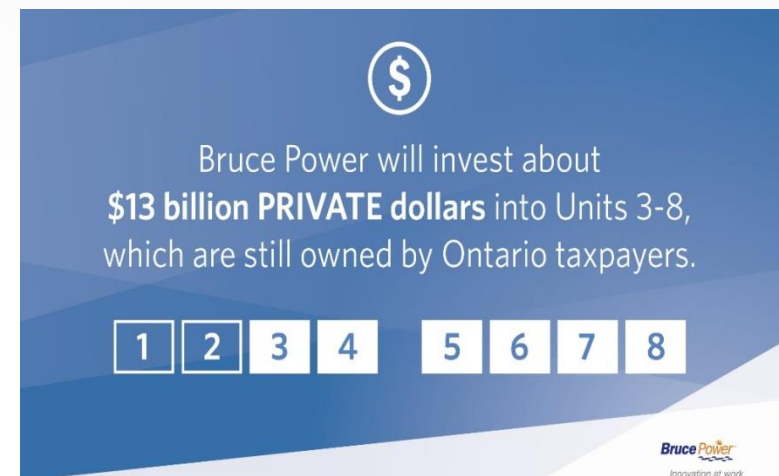 $
Bruce Power will invest about
$13 billion PRIVATE dollars into Units 3-8,
which are still owned by Ontario taxpayers.
1 2 3 4 5 6 7 8
Bruce Power
Innovation at work